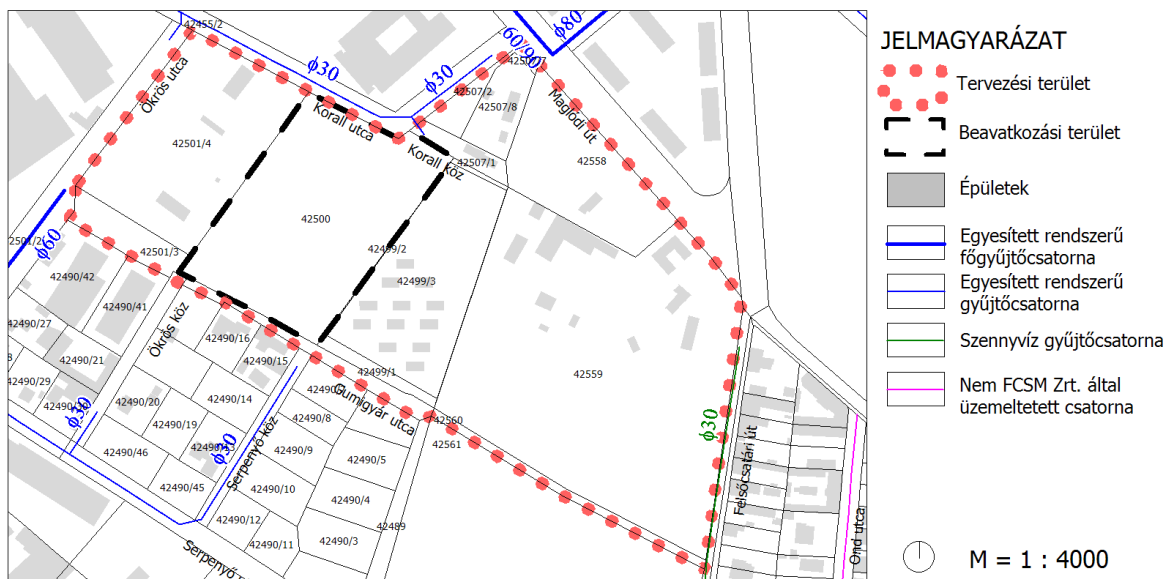 42455/2
ϕ30
Ökrös utca
42501/4
Korall utca
Korall köz
ϕ30
60/90
ϕ80
42507/2
42507/8
42507/1
Maglódi út
42558
42500
42499/2
42499/3
ϕ60
42501/3
42490/42
42490/41
Ökrös köz
42490/27
42490/16
42490/15
42490/21
42490/29
42490/20
42490/14
42490/19
42490/46
42490/45
ϕ30
ϕ30
Serpenyő köz
42499/1
Gumigyár utca
42490/8
42490/9
42490/5
42490/10
42490/4
42490/12
42490/11
42490/3
42489
42560
42561
42559
ϕ30
Felsőcsatári út
Ond utca
JELMAGYARÁZAT
Tervezési terület
Beavatkozási terület
Épületek
Egyesített rendszerű
főgyűjtőcsatorna
Egyesített rendszerű
gyűjtőcsatorna
Szennyvíz gyűjtőcsatorna
Nem FCSM Zrt. által
üzemeltetett csatorna
M = 1 : 4000